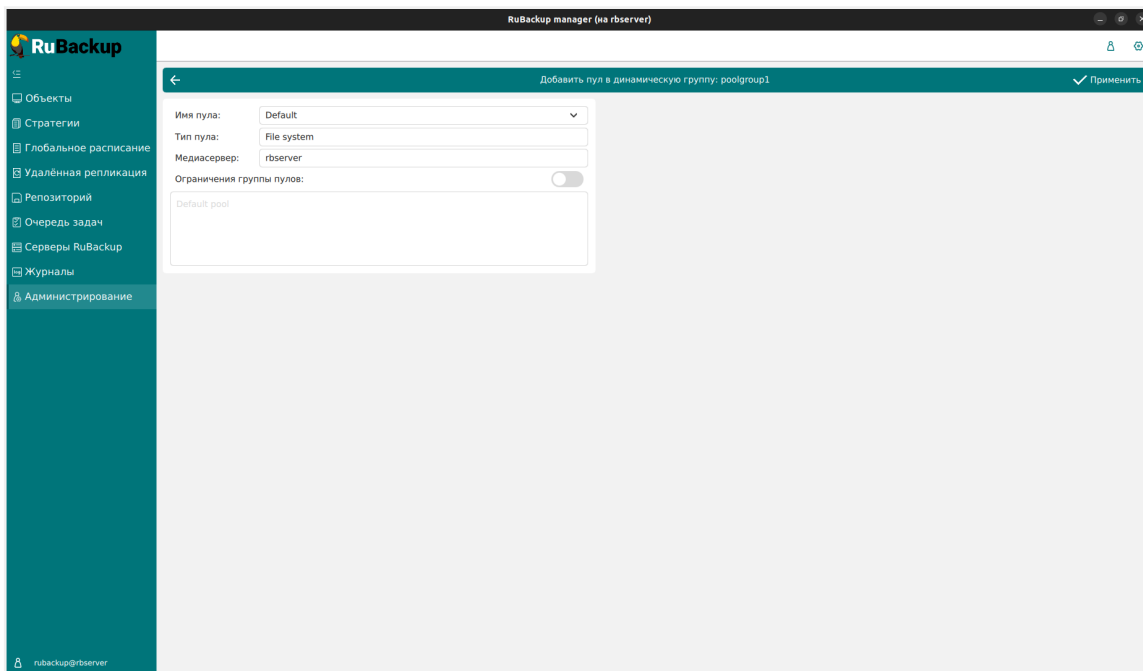 RuBackup manager (на rbserver)
RuBackup
Добавить пул в динамическую группу: poolgroup1
Применить
Объекты
Стратегии
Глобальное расписание
Удалённая репликация
Репозиторий
Очередь задач
Серверы RuBackup
Журналы
Администрирование
Имя пула: Default
Тип пула: File system
Медиасервер: rbserver
Ограничения группы пулов:
Default pool
rubackup@rbserver